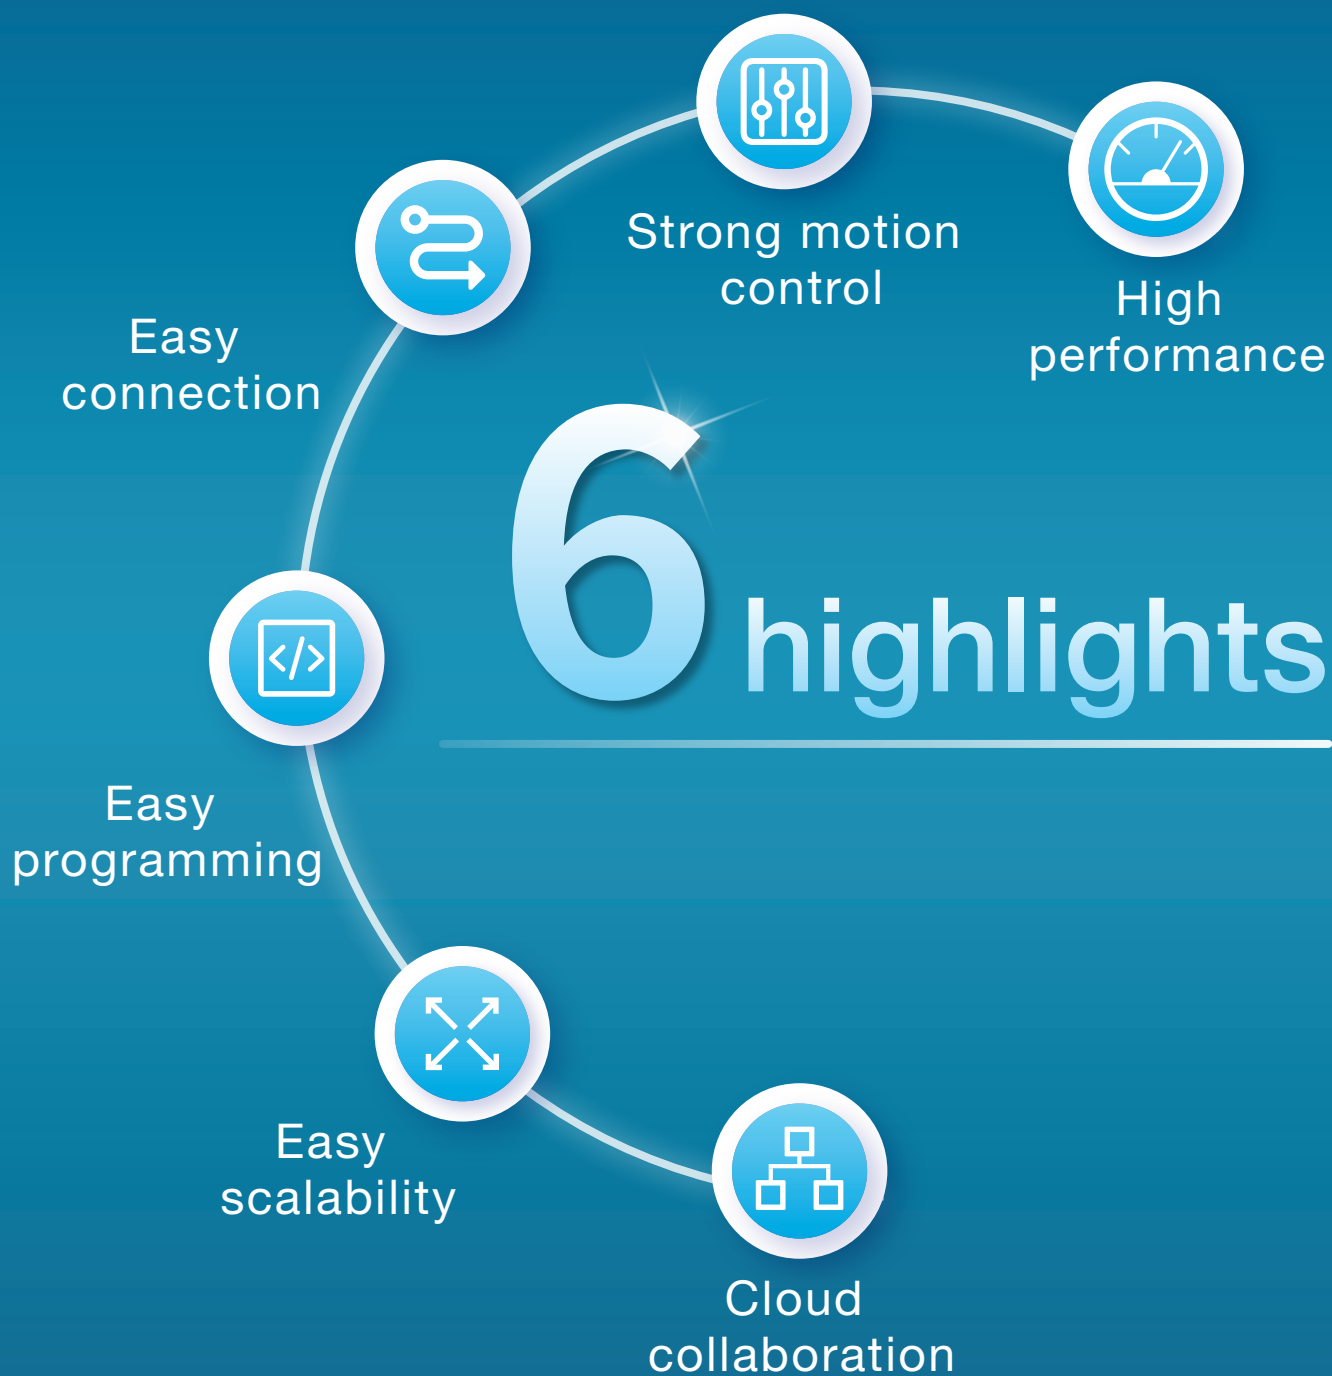 Strong motion
control
High
performance
Easy
connection
6 highlights
Easy
programming
Easy
scalability
Cloud
collaboration